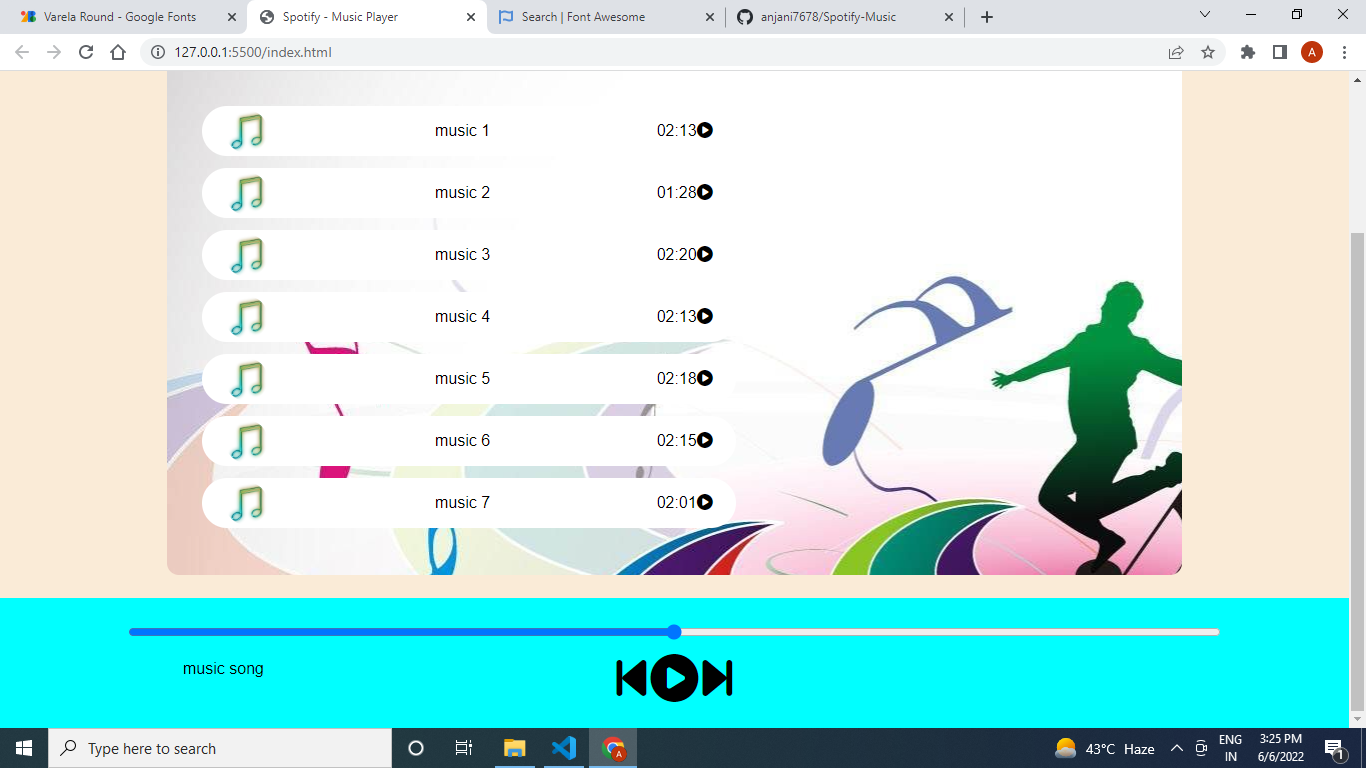 Varela Round - Google Fonts
Spotify - Music Player
Search | Font Awesome
anjani7678/Spotify-Music
127.0.0.1:5500/index.html
A
music 1 02:13
music 2 01:28
music 3 02:20
music 4 02:13
music 5 02:18
music 6 02:15
music 7 02:01
music song
Type here to search
A
43°C Haze
ENG
IN
3:25 PM
6/6/2022
1